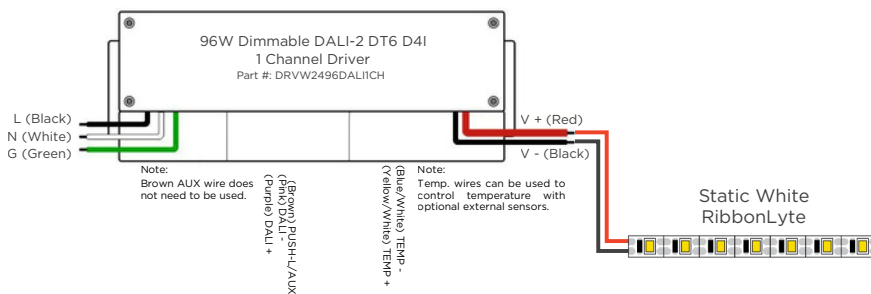 96W Dimmable DALI-2 DT6 D4I
1 Channel Driver
Part #: DRVW2496DALI1CH
L (Black)
N (White)
G (Green)
V + (Red)
V - (Black)
Note:
Brown AUX wire does
not need to be used.
(Brown) PUSH-L/AUX
(Pink) DALI -
(Purple) DALI +
(Blue/White) TEMP -
(Yellow/White) TEMP +
Note:
Temp. wires can be used to
control temperature with
optional external sensors.
Static White
RibbonLyte